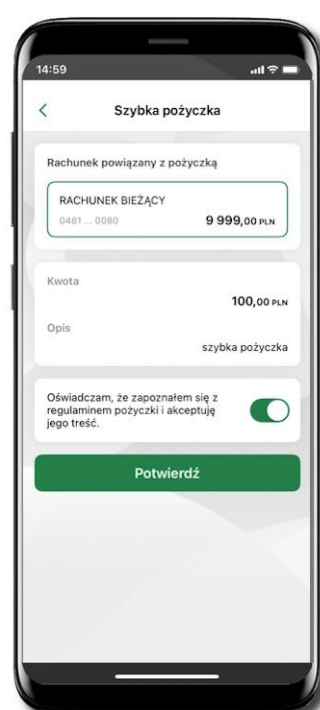 14:59
Szybka pożyczka
Rachunek powiązany z pożyczką
RACHUNEK BIEŻĄCY
0481 ... 0080
9 999,00 PLN
Kwota
100,00 PLN
Opis
szybka pożyczka
Oświadczam, że zapoznałem się z
regulaminem pożyczki i akceptuję
jego treść.
Potwierdź